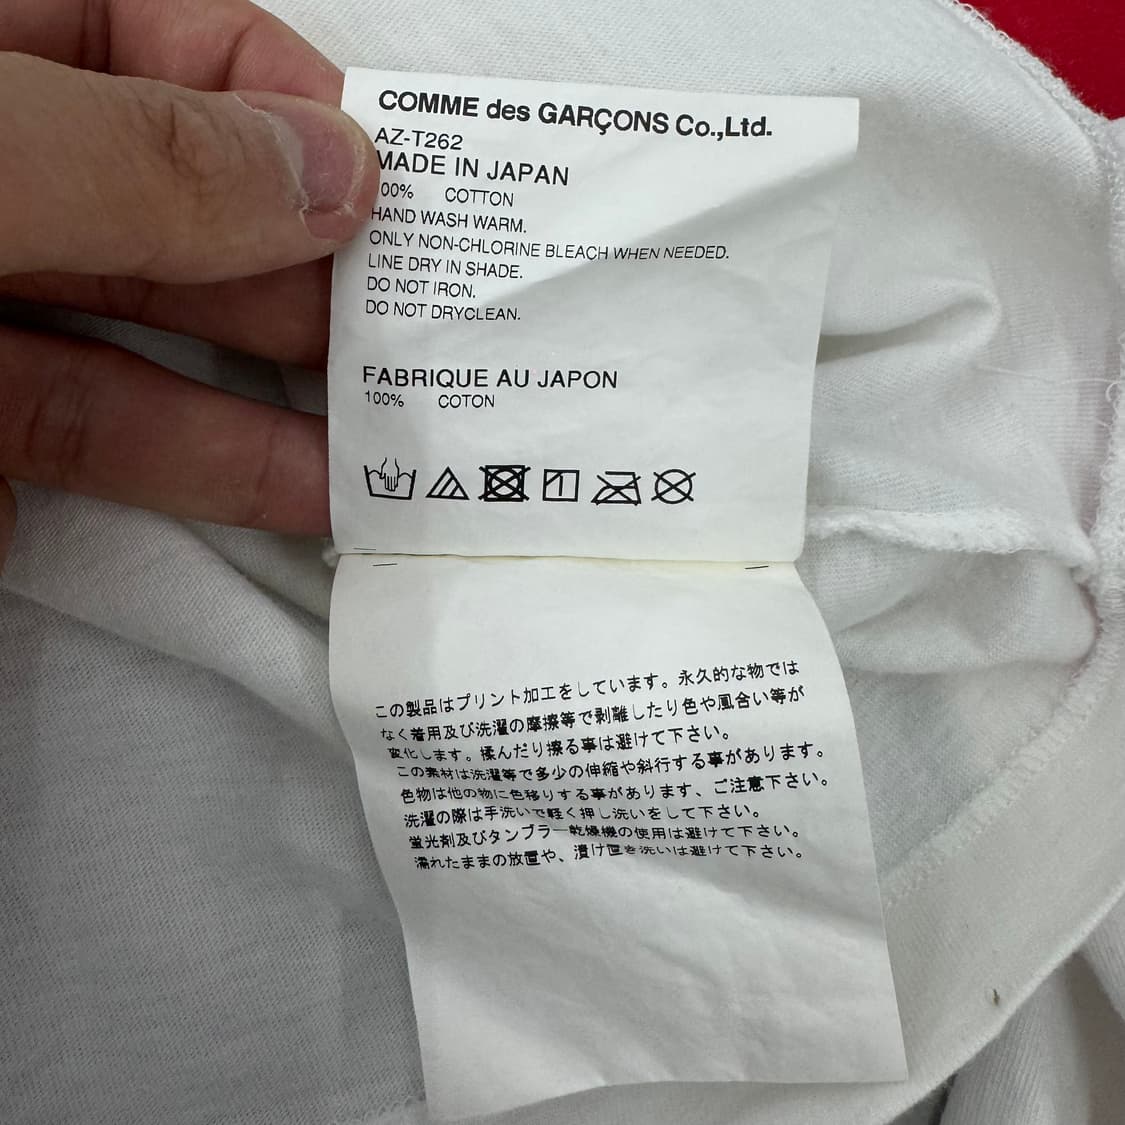 COMME des GARÇONS Co.,Ltd.
AZ-T262
MADE IN JAPAN
00% COTTON
HAND WASH WARM.
ONLY NON-CHLORINE BLEACH WHEN NEEDED.
LINE DRY IN SHADE.
DO NOT IRON.
DO NOT DRYCLEAN.
FABRIQUE AU JAPON
100% COTON
この製品はプリント加工をしています。永久的な物では
なく着用及び洗濯の摩擦等で剥離したり色や風合い等が
変化します。揉んだり擦る事は避けて下さい。
この素材は洗濯等で多少の伸縮や斜行する事があります。
色物は他の物に色移りする事があります、ご注意下さい。
洗濯の際は手洗いで軽く押し洗いをして下さい。
蛍光剤及びタンブラー乾燥機の使用は避けて下さい。
濡れたままの放置や、漬け置き洗いは避けて下さい。